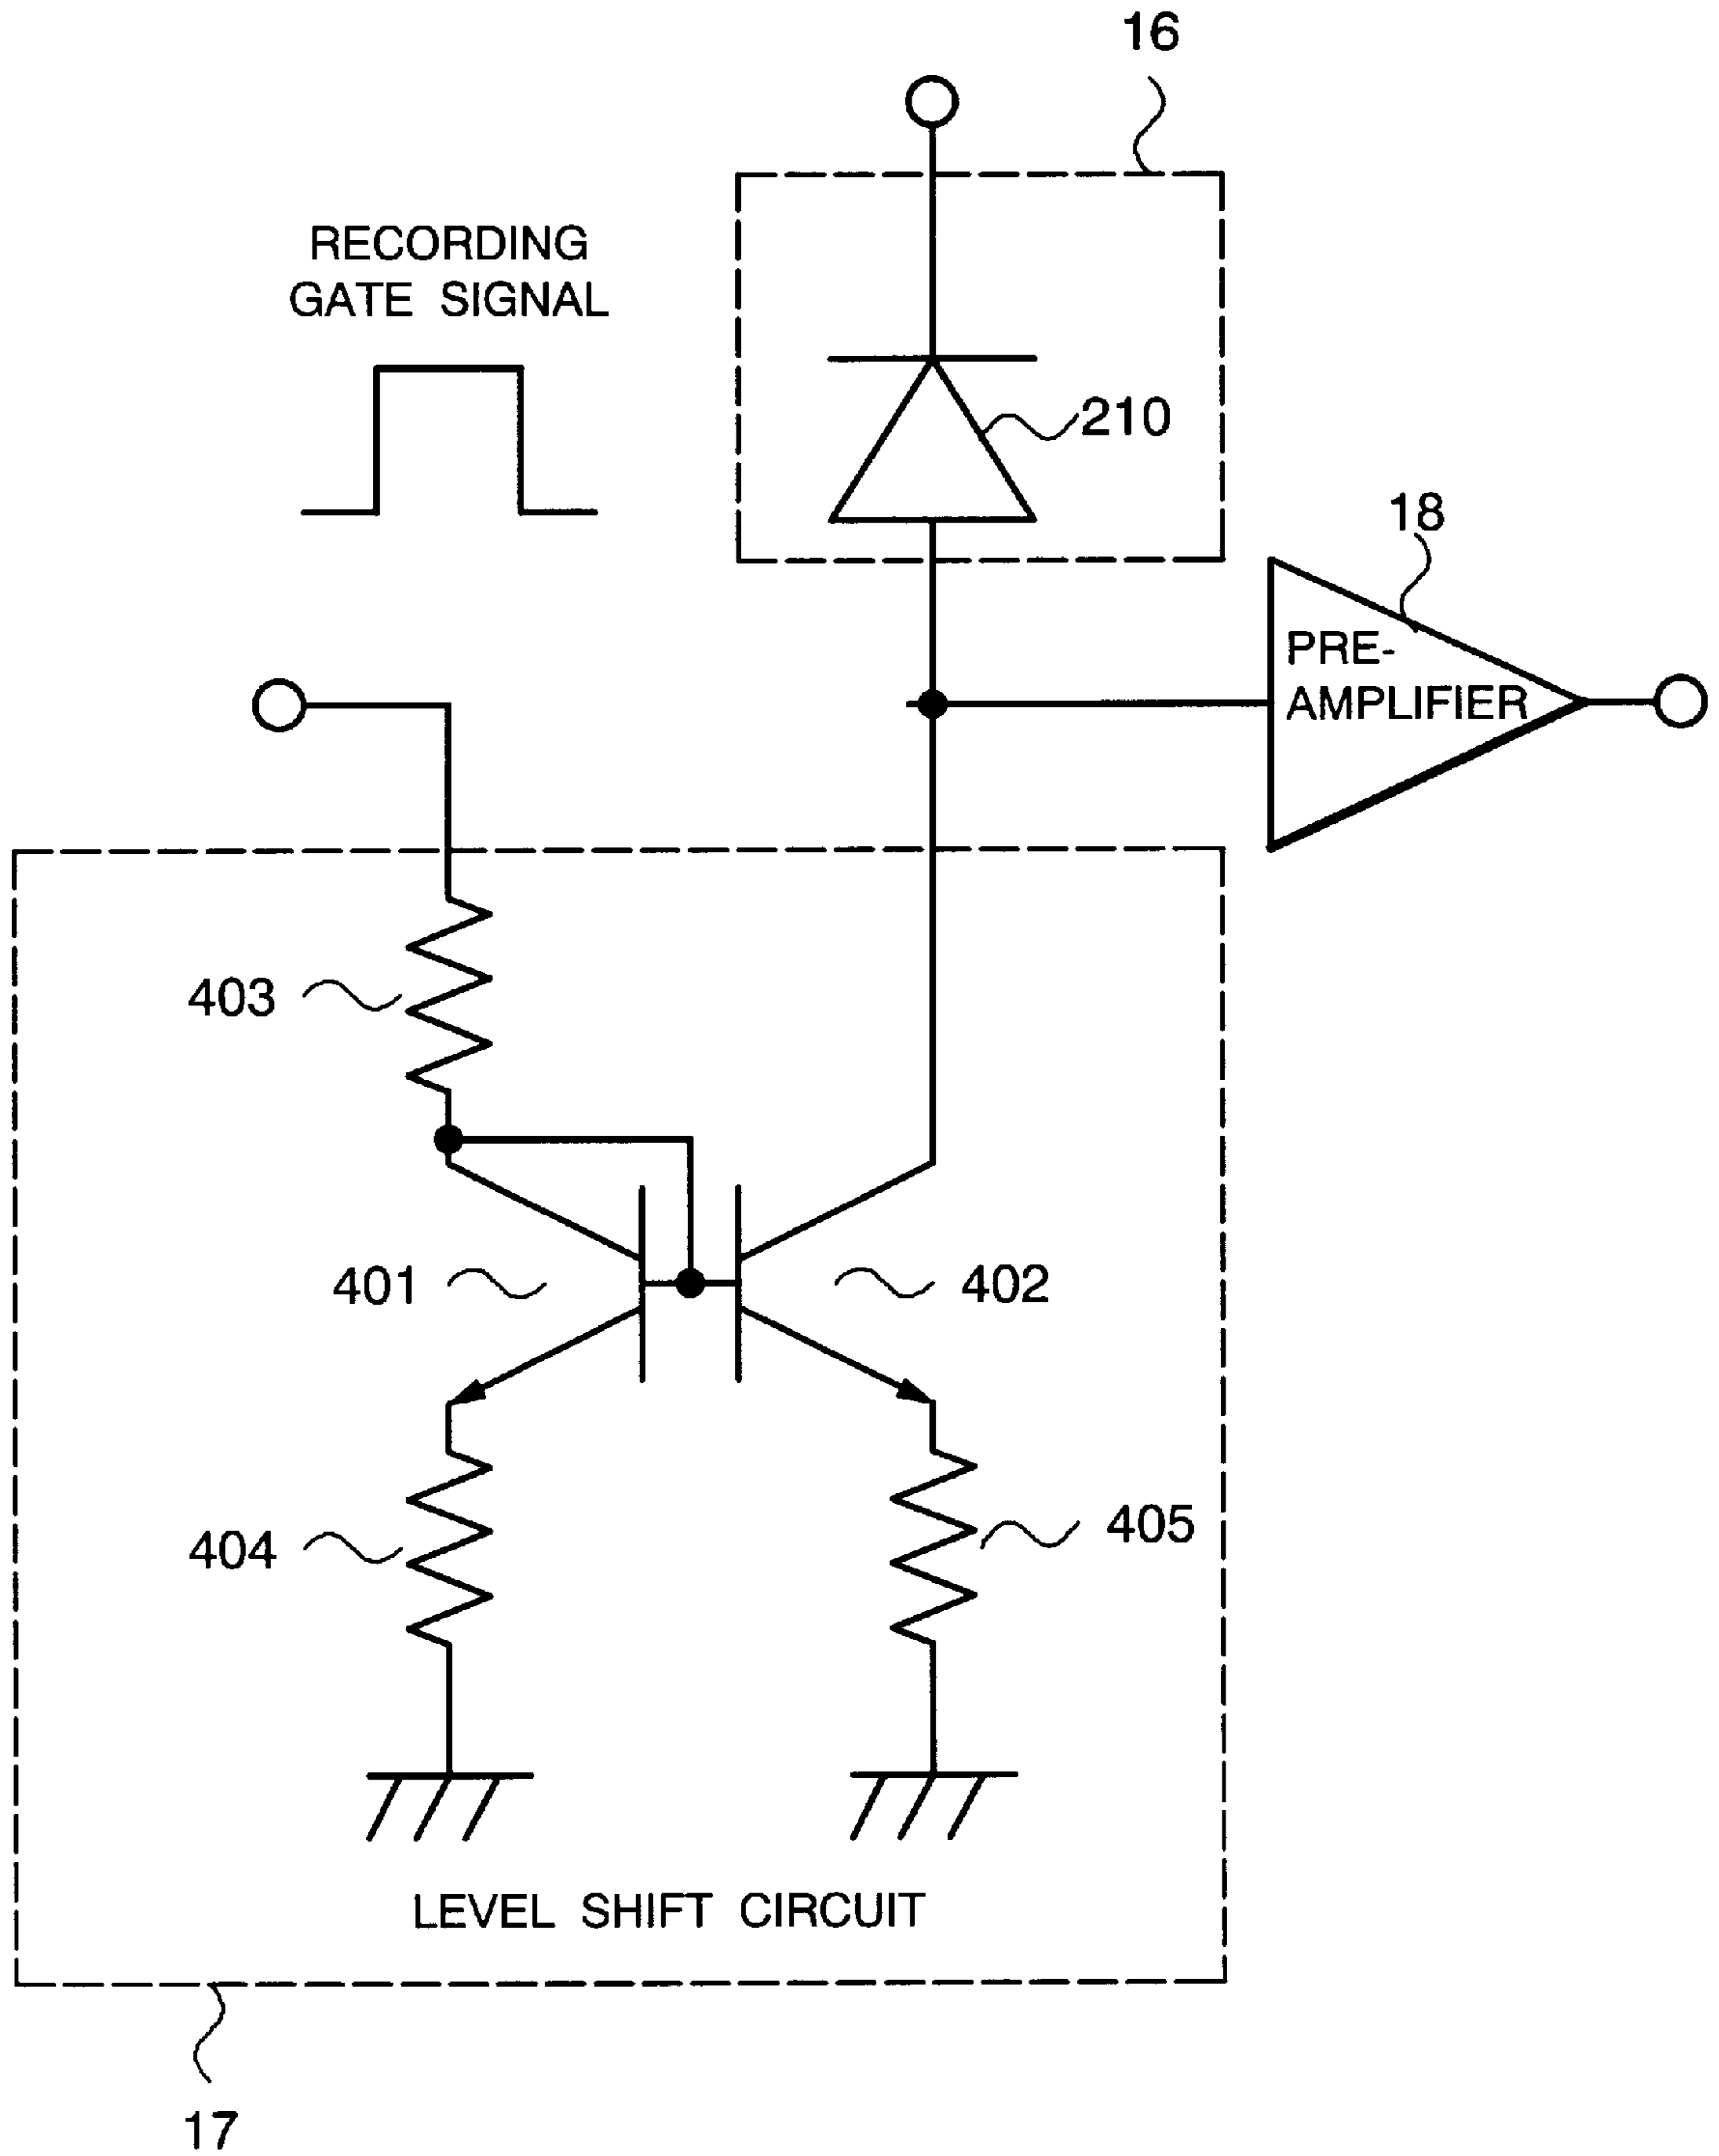 16
RECORDING
GATE SIGNAL
210
18
PRE-
AMPLIFIER
403
401
402
404
405
LEVEL SHIFT CIRCUIT
17